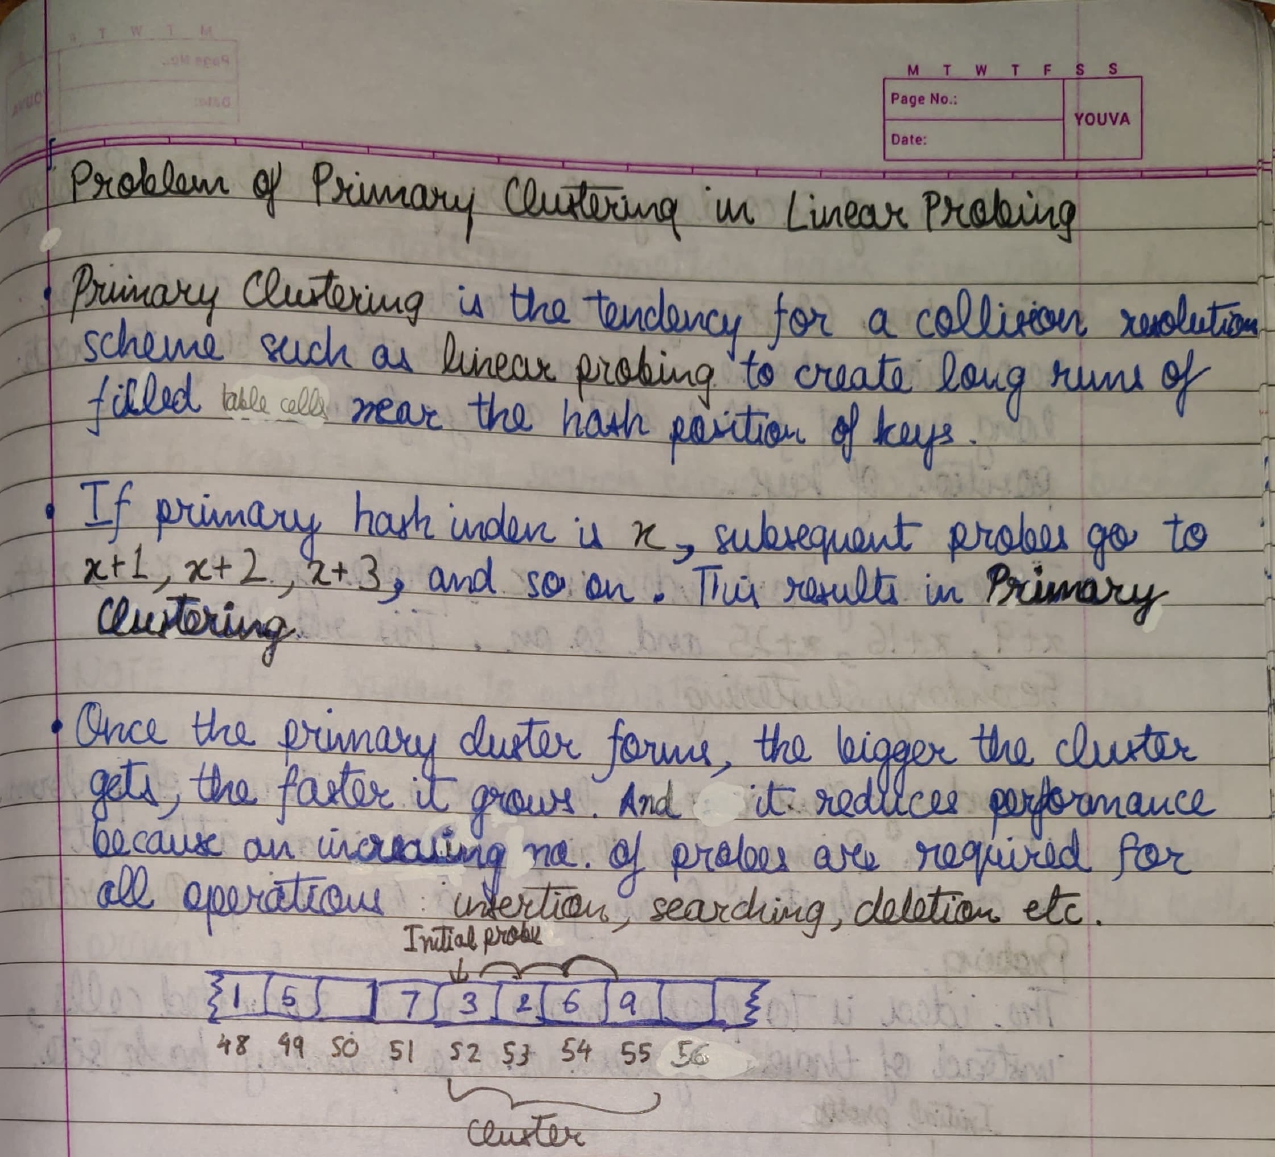 M T W T F S S
Page No.:
YOUVA
Date:
Problem of Primary Clustering in Linear Probing
• Primary Clustering is the tendency for a collision resolution
scheme such as linear probing to create long runs of
filled table cells near the hash position of keys.
• If primary hash index is x, subsequent probes go to
x+1, x+2, x+3, and so on. This results in Primary
Clustering.
• Once the primary cluster forms, the bigger the cluster
gets, the faster it grows. And it reduces performance
because an increasing no. of probes are required for
all operations : insertion, searching, deletion etc.
Initial probe
1 5 7 3 2 6 9
48 49 50 51 52 53 54 55 56
Cluster